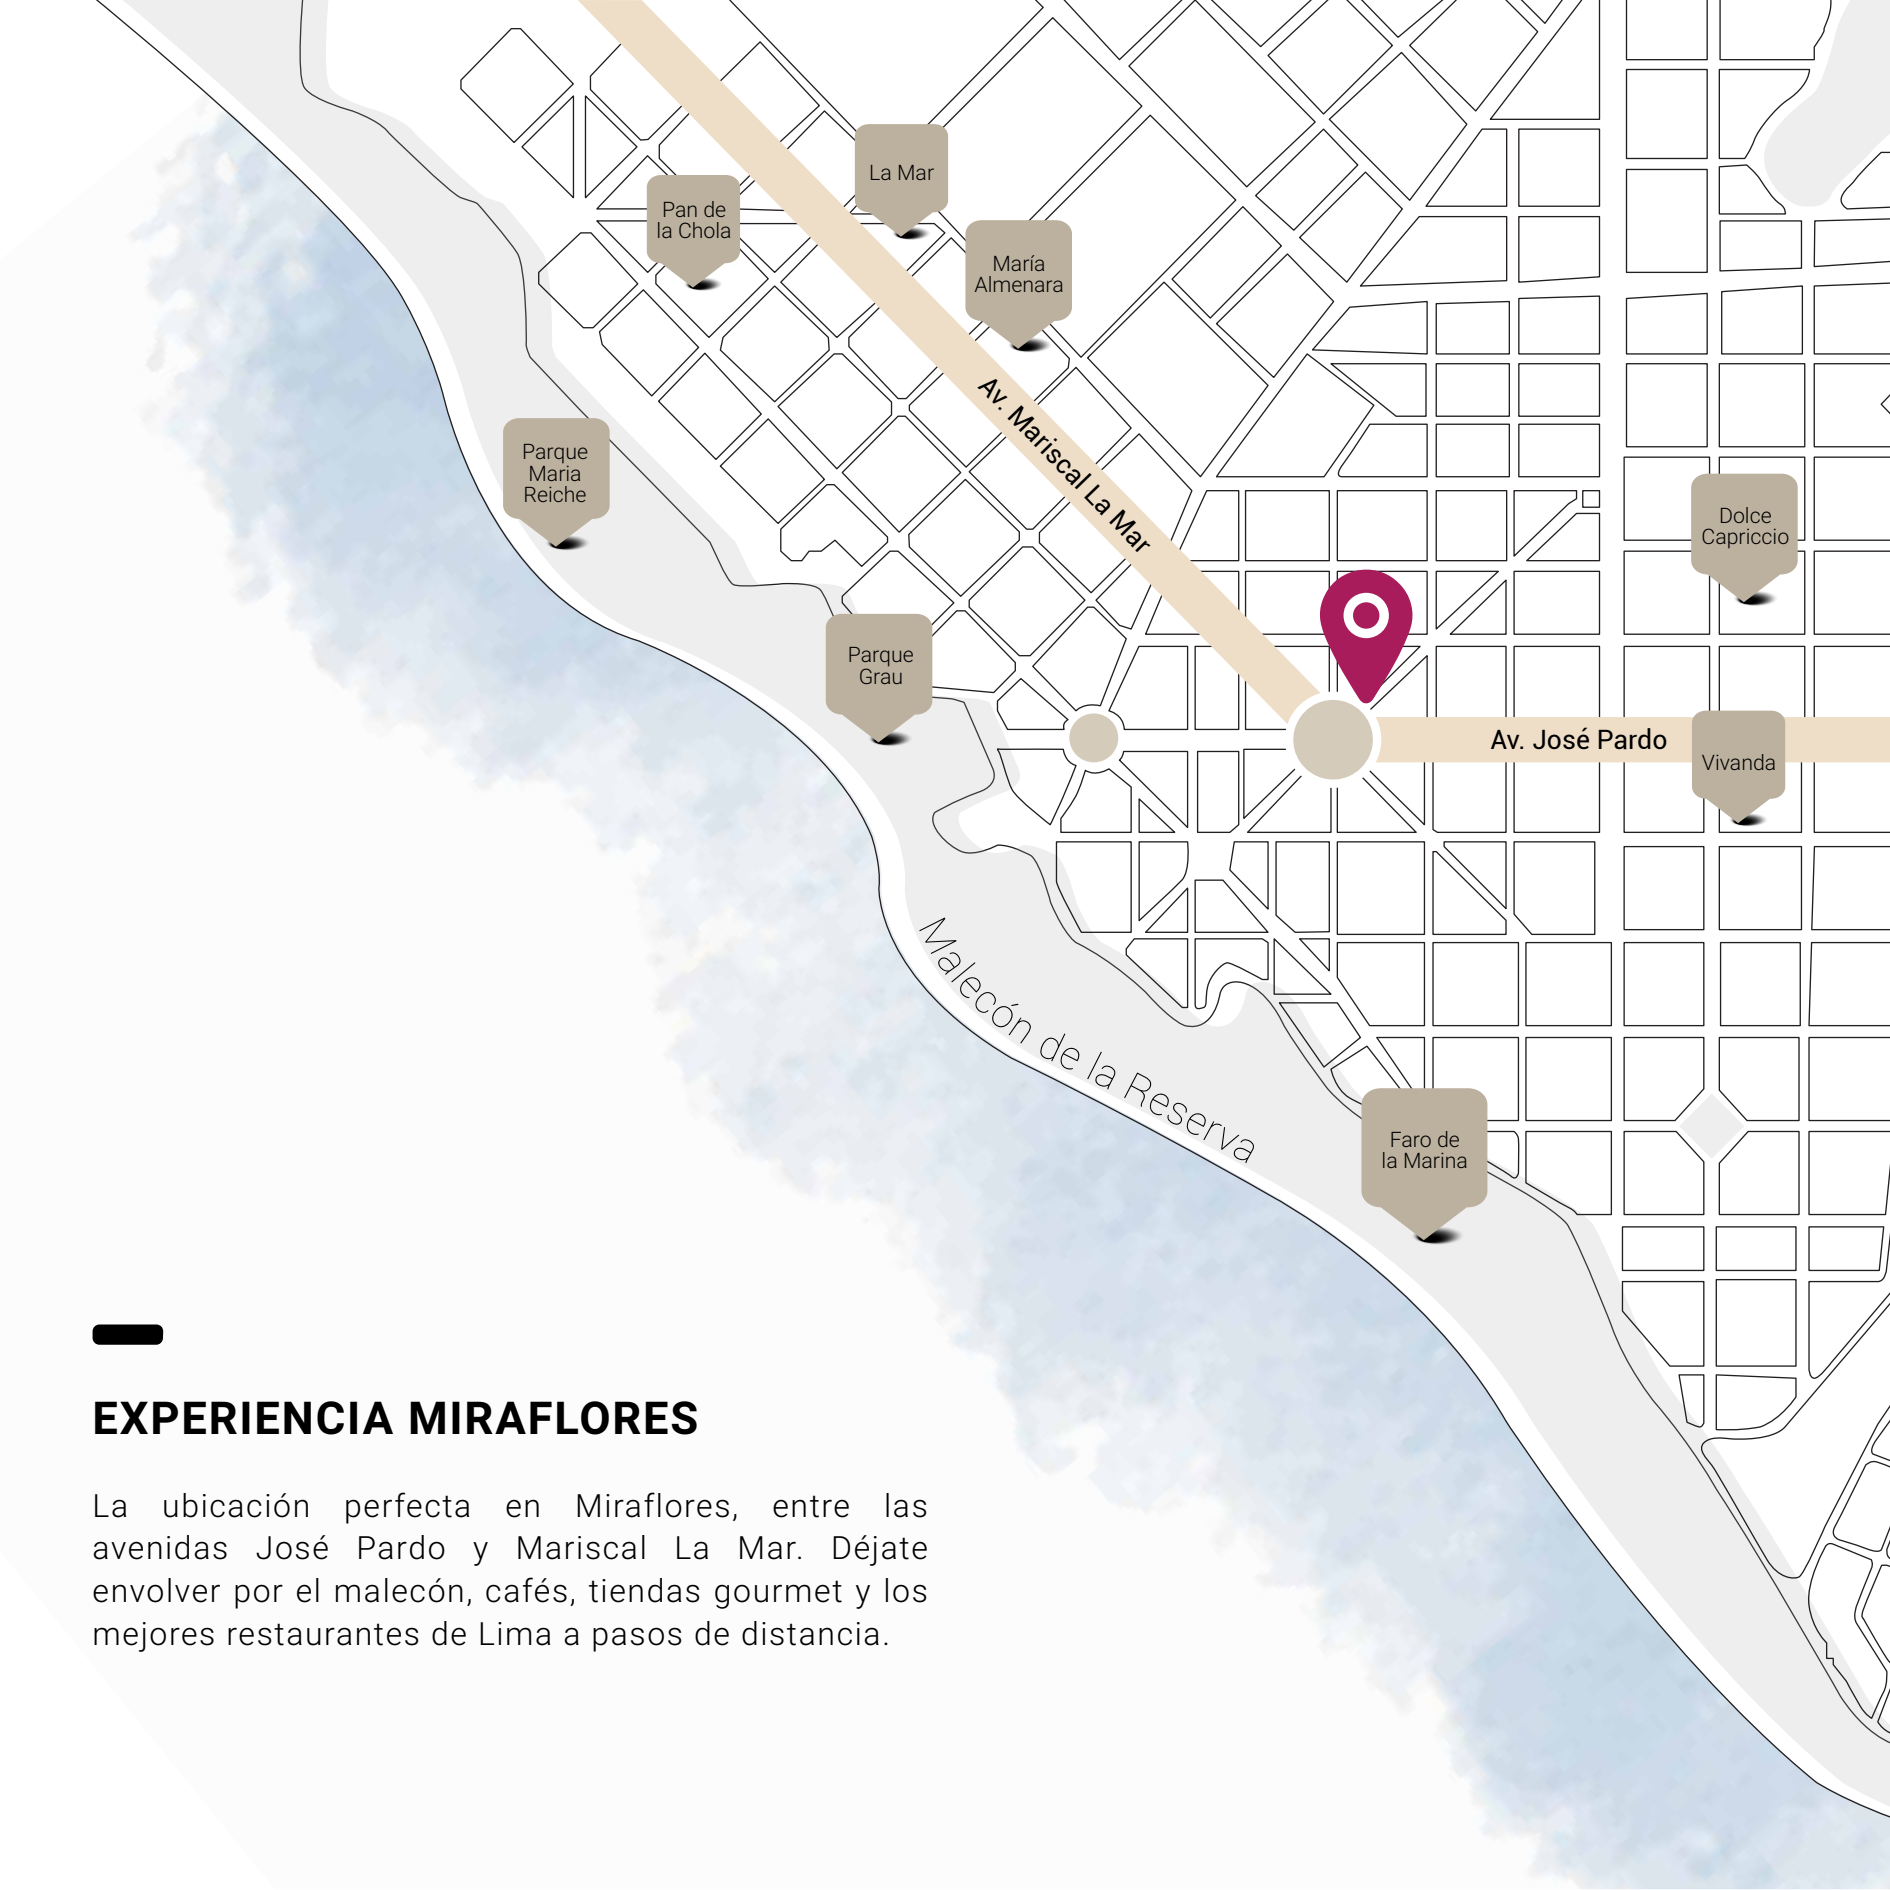 La Mar
Pan de
la Chola
María
Almenara
Av. Mariscal La Mar
Parque
Maria
Reiche
Dolce
Capriccio
Parque
Grau
Av. José Pardo
Vivanda
Malecón de la Reserva
Faro de
la Marina
EXPERIENCIA MIRAFLORES
La ubicación perfecta en Miraflores, entre las
avenidas José Pardo y Mariscal La Mar. Déjate
envolver por el malecón, cafés, tiendas gourmet y los
mejores restaurantes de Lima a pasos de distancia.